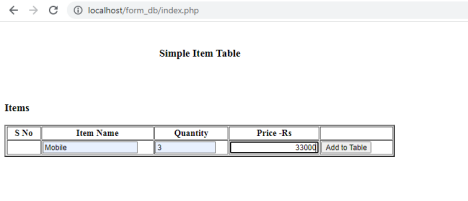 localhost/form_db/index.php
Simple Item Table
Items
S No Item Name Quantity Price -Rs
Mobile 3 33000 Add to Table